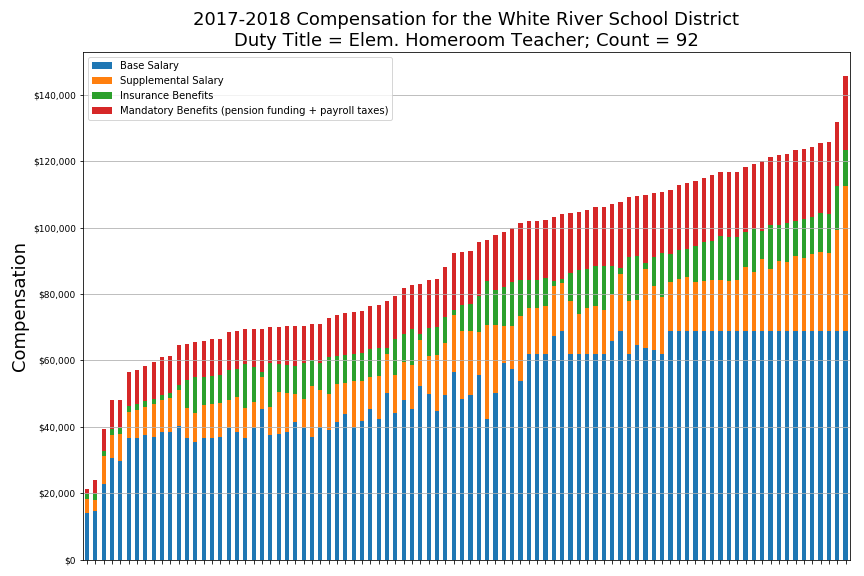 2017-2018 Compensation for the White River School District
Duty Title = Elem. Homeroom Teacher; Count = 92
Base Salary
Supplemental Salary
Insurance Benefits
Mandatory Benefits (pension funding + payroll taxes)
Compensation
$140,000
$120,000
$100,000
$80,000
$60,000
$40,000
$20,000
$0